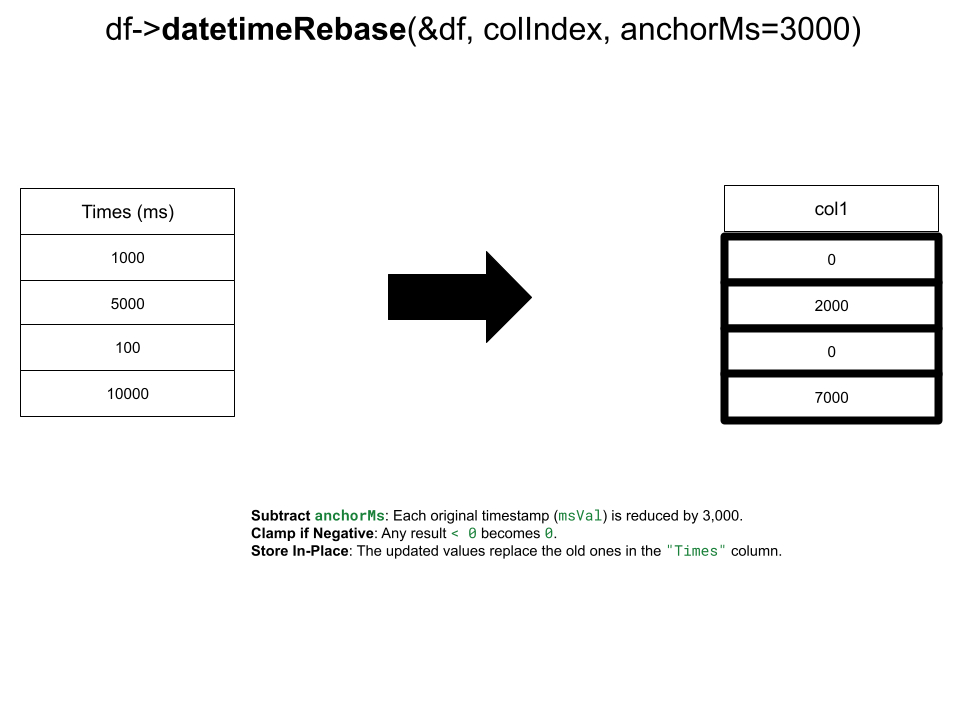 df->datetimeRebase(&df, colIndex, anchorMs=3000)
Times (ms)
1000
5000
100
10000
col1
0
2000
0
7000
Subtract anchorMs: Each original timestamp (msVal) is reduced by 3,000.
Clamp if Negative: Any result < 0 becomes 0.
Store In-Place: The updated values replace the old ones in the "Times" column.